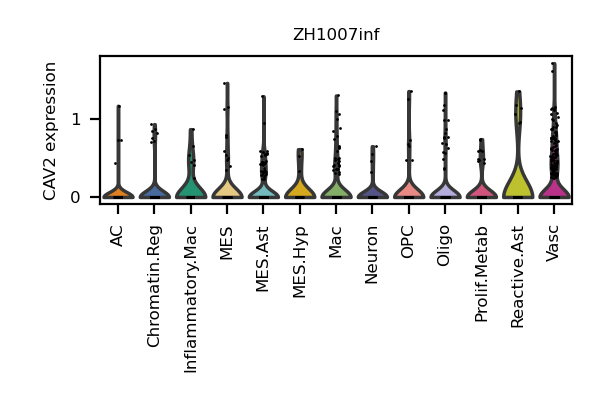 ZH1007inf
CAV2 expression
1
0
AC
Chromatin.Reg
Inflammatory.Mac
MES
MES.Ast
MES.Hyp
Mac
Neuron
OPC
Oligo
Prolif.Metab
Reactive.Ast
Vasc